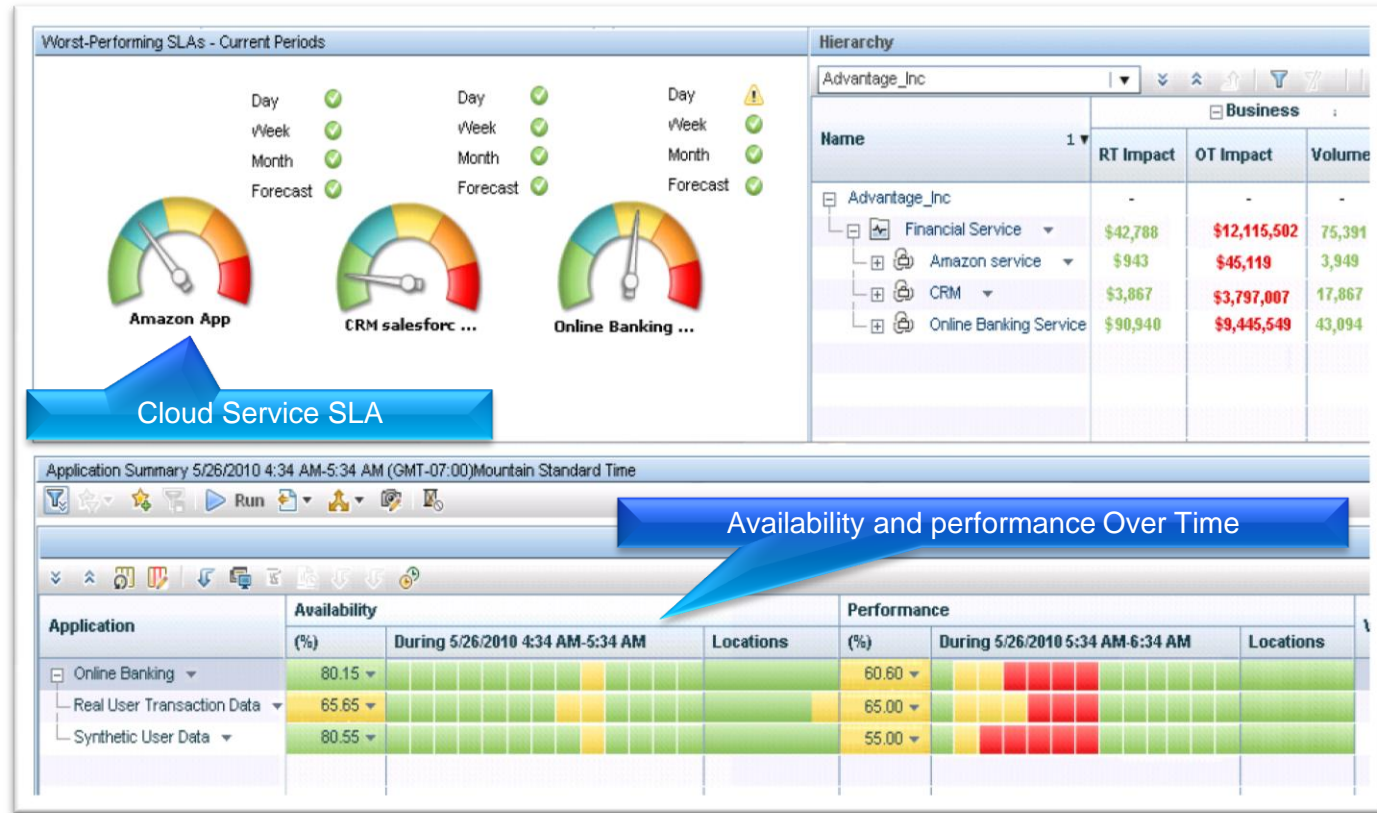 Worst-Performing SLAs - Current Periods
Day
Week
Month
Forecast
Day
Week
Month
Forecast
Day
Week
Month
Forecast
Amazon App
CRM salesforc ...
Online Banking ...
Cloud Service SLA
Hierarchy
Advantage_Inc
Name 1
Business
RT Impact OT Impact Volume
Advantage_Inc - - -
Financial Service $42,788 $12,115,502 75,391
Amazon service $943 $45,119 3,949
CRM $3,867 $3,797,007 17,867
Online Banking Service $90,940 $9,445,549 43,094
Application Summary 5/26/2010 4:34 AM-5:34 AM (GMT-07:00)Mountain Standard Time
Run
Availability and performance Over Time
Application Availability Performance
(%) During 5/26/2010 4:34 AM-5:34 AM Locations (%) During 5/26/2010 5:34 AM-6:34 AM Locations
Online Banking 80.15 60.60
Real User Transaction Data 65.65 65.00
Synthetic User Data 80.55 55.00